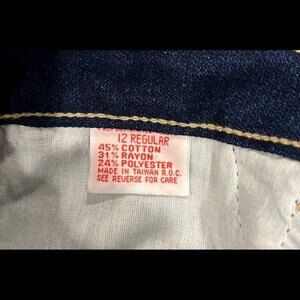 12 REGULAR
45% COTTON
31% RAYON
24% POLYESTER
MADE IN TAIWAN R.O.C.
SEE REVERSE FOR CARE